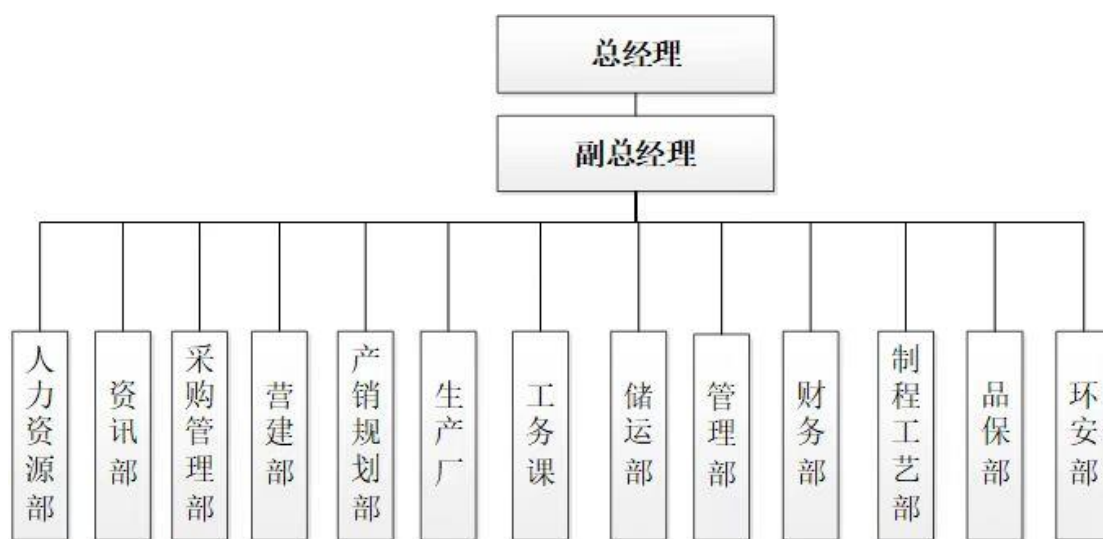 总经理
副总经理
人力资源部
资讯部
采购管理部
营建部
产销规划部
生产厂
工务课
储运部
管理部
财务部
制程工艺部
品保部
环安部